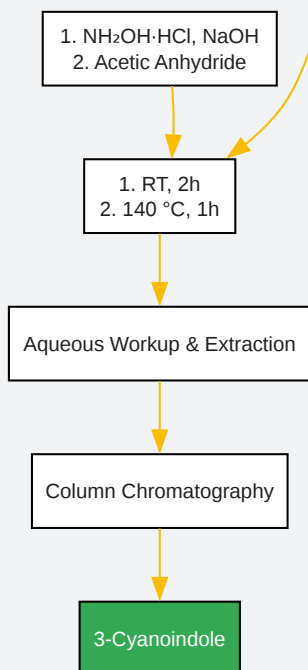 1. NH₂OH·HCl, NaOH
2. Acetic Anhydride
1. RT, 2h
2. 140 °C, 1h
Aqueous Workup & Extraction
Column Chromatography
3-Cyanoindole